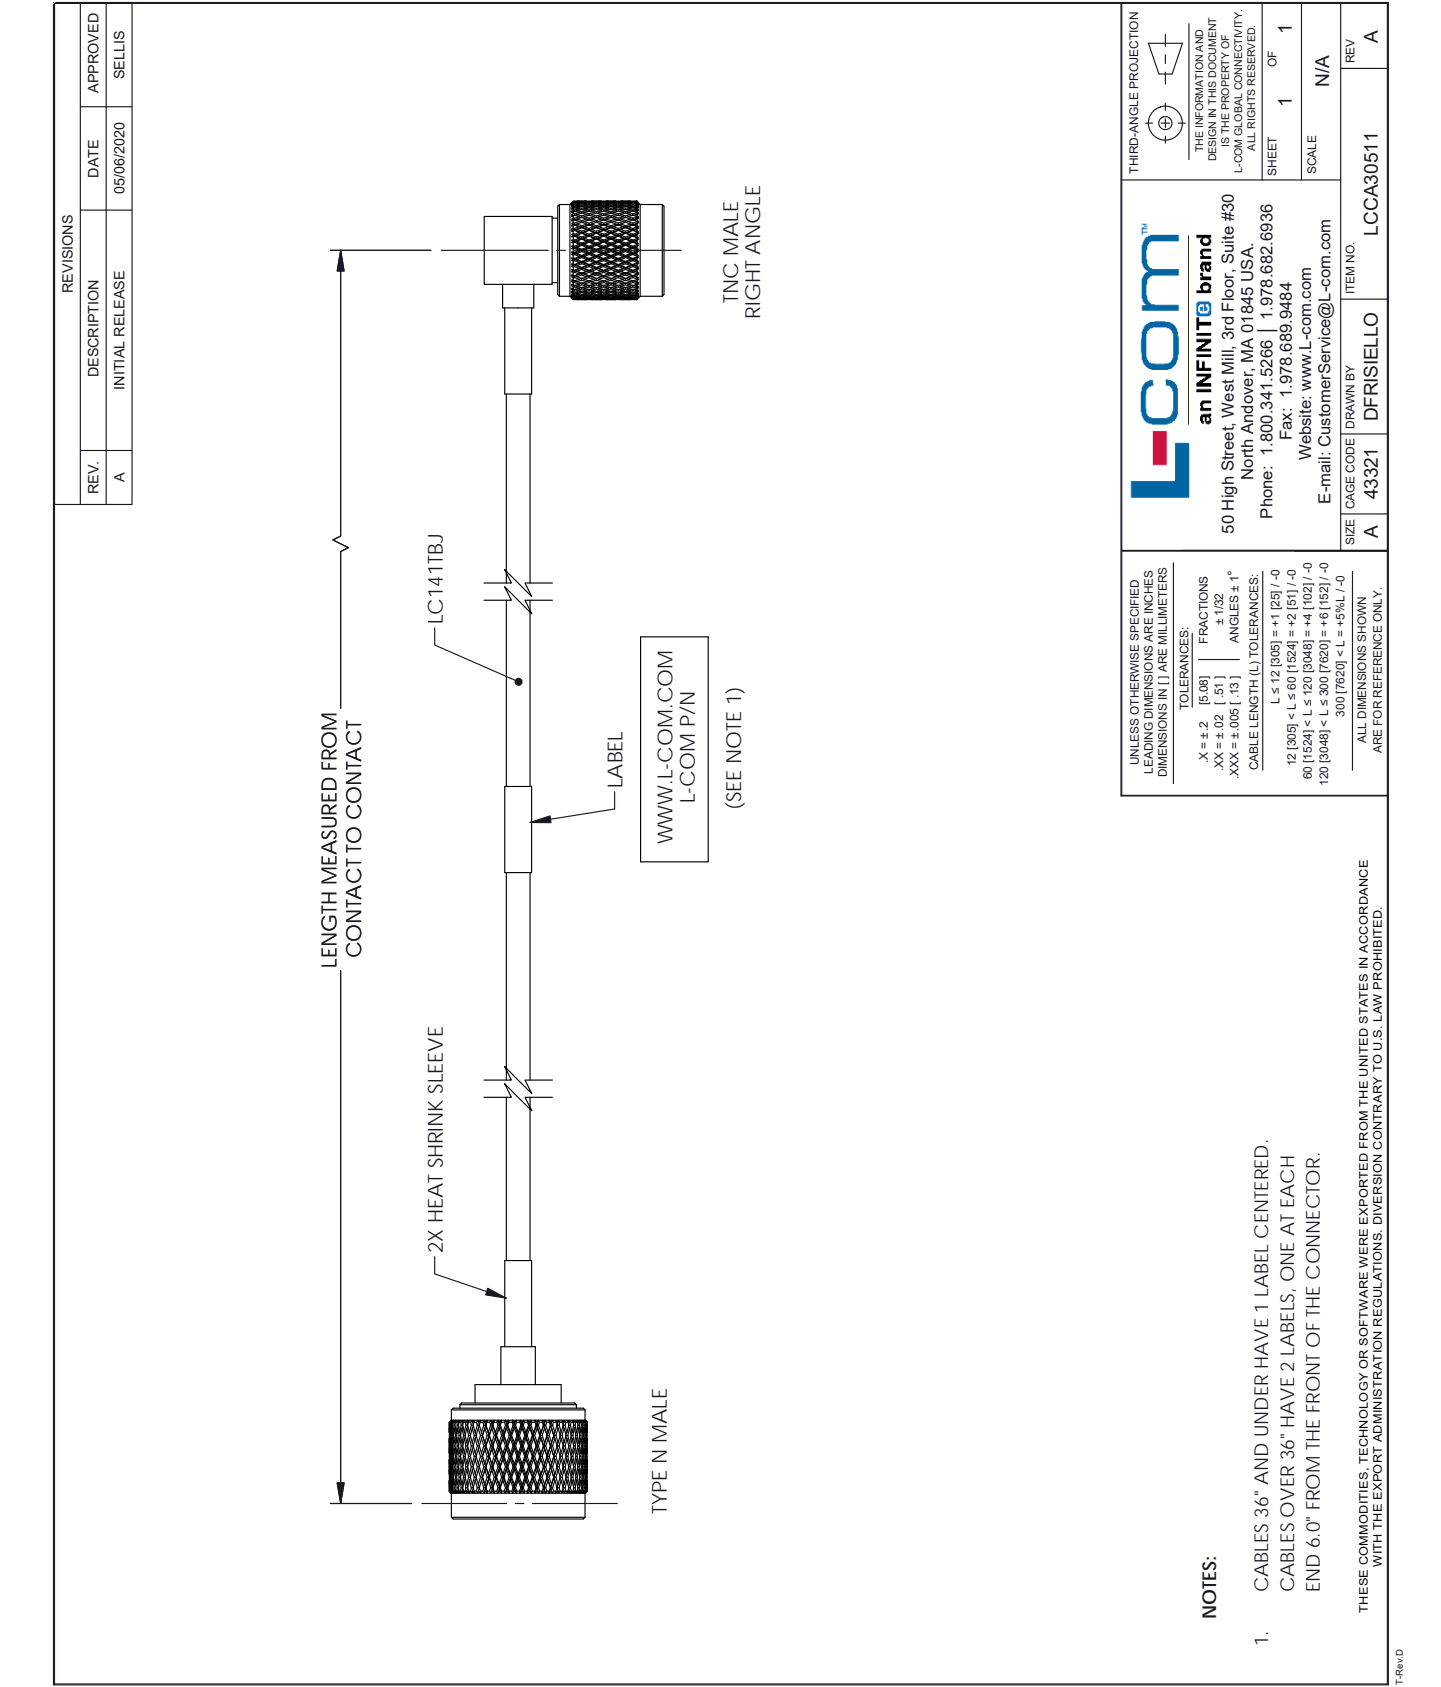 REVISIONS
REV. DESCRIPTION DATE APPROVED
A INITIAL RELEASE 05/06/2020 SELLIS
LENGTH MEASURED FROM
CONTACT TO CONTACT
2X HEAT SHRINK SLEEVE
LC141TBJ
LABEL
WWW.L-COM.COM
L-COM P/N
(SEE NOTE 1)
TYPE N MALE
TNC MALE
RIGHT ANGLE
NOTES:
1. CABLES 36" AND UNDER HAVE 1 LABEL CENTERED.
CABLES OVER 36" HAVE 2 LABELS, ONE AT EACH
END 6.0" FROM THE FRONT OF THE CONNECTOR.
THESE COMMODITIES, TECHNOLOGY OR SOFTWARE WERE EXPORTED FROM THE UNITED STATES IN ACCORDANCE
WITH THE EXPORT ADMINISTRATION REGULATIONS. DIVERSION CONTRARY TO U.S. LAW PROHIBITED.
UNLESS OTHERWISE SPECIFIED
LEADING DIMENSIONS ARE INCHES
DIMENSIONS IN [ ] ARE MILLIMETERS
TOLERANCES:
.X = ± .2 [5.08] FRACTIONS
.XX = ± .02 [ .51 ] ± 1/32
.XXX = ± .005 [ .13 ] ANGLES ± 1°
CABLE LENGTH (L) TOLERANCES:
L ≤ 12 [305] = +1 [25] / -0
12 [305] < L ≤ 60 [1524] = +2 [51] / -0
60 [1524] < L ≤ 120 [3048] = +4 [102] / -0
120 [3048] < L ≤ 300 [7620] = +6 [152] / -0
300 [7620] < L = +5%L / -0
ALL DIMENSIONS SHOWN
ARE FOR REFERENCE ONLY.
L-com™
an INFINITe brand
50 High Street, West Mill, 3rd Floor, Suite #30
North Andover, MA 01845 USA.
Phone: 1.800.341.5266 | 1.978.682.6936
Fax: 1.978.689.9484
Website: www.L-com.com
E-mail: CustomerService@L-com.com
THIRD-ANGLE PROJECTION
THE INFORMATION AND
DESIGN IN THIS DOCUMENT
IS THE PROPERTY OF
L-COM GLOBAL CONNECTIVITY.
ALL RIGHTS RESERVED.
SHEET 1 OF 1
SCALE N/A
SIZE A
CAGE CODE 43321
DRAWN BY DFRISIELLO
ITEM NO. LCCA30511
REV A
T-Rev.D